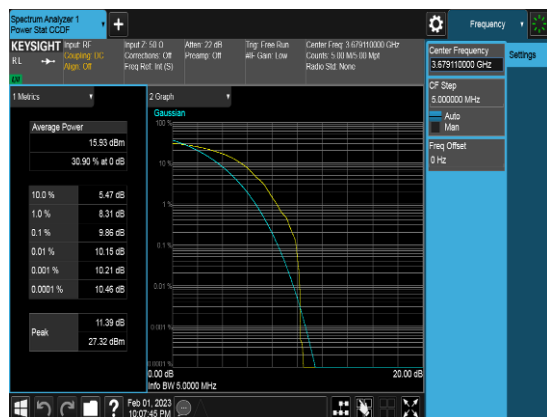 Spectrum Analyzer 1
Power Stat CCDF
Frequency
KEYSIGHT
RL
Input: RF
Coupling: DC
Align: Off
Input Z: 50 Ω
Corrections: Off
Freq Ref: Int (S)
Atten: 22 dB
Preamp: Off
Trig: Free Run
#IF Gain: Low
Center Freq: 3.679110000 GHz
Counts: 5.00 M/5.00 Mpt
Radio Std: None
Center Frequency
3.679110000 GHz
Settings
CF Step
5.000000 MHz
Auto
Man
Freq Offset
0 Hz
1 Metrics
Average Power
15.93 dBm
30.90 % at 0 dB
10.0 % 5.47 dB
1.0 % 8.31 dB
0.1 % 9.86 dB
0.01 % 10.15 dB
0.001 % 10.21 dB
0.0001 % 10.46 dB
Peak
11.39 dB
27.32 dBm
2 Graph
Gaussian
100 %
10 %
1 %
0.1 %
0.01 %
0.001 %
0.0001 %
0.00 dB
20.00 dB
Info BW 5.0000 MHz
Feb 01, 2023
10:07:45 PM